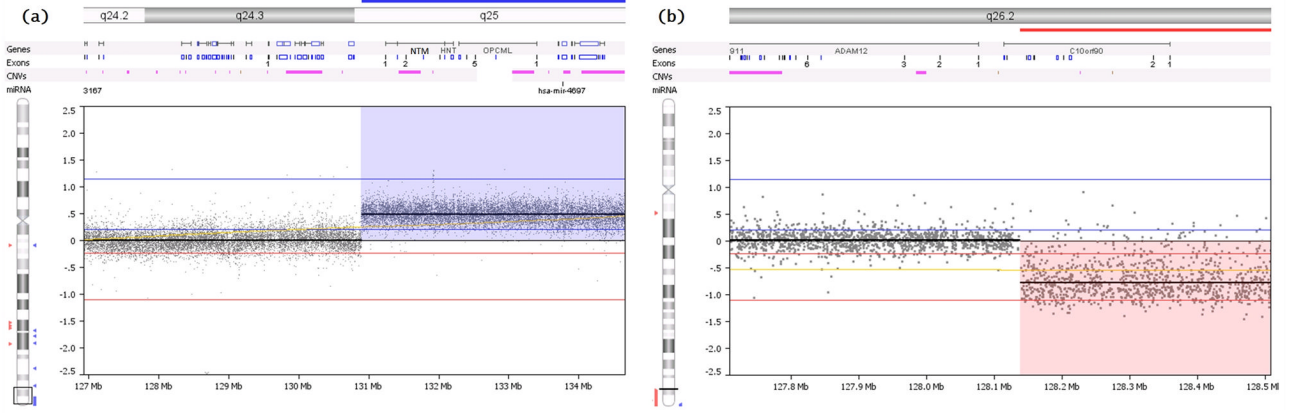 (a)
q24.2 q24.3 q25
Genes NTM HNT OPCML
Exons 1 1 2 5 1
CNVs
miRNA 3167 hsa-mir-4697
2.5
2.0
1.5
1.0
.5
0
-.5
-1.0
-1.5
-2.0
-2.5
127 Mb 128 Mb 129 Mb 130 Mb 131 Mb 132 Mb 133 Mb 134 Mb
(b)
q26.2
Genes 911 ADAM12 C10orf90
Exons 1 6 3 2 1 2 1
CNVs
miRNA
2.5
2.0
1.5
1.0
.5
0
-.5
-1.0
-1.5
-2.0
-2.5
127.8 Mb 127.9 Mb 128.0 Mb 128.1 Mb 128.2 Mb 128.3 Mb 128.4 Mb 128.5 M